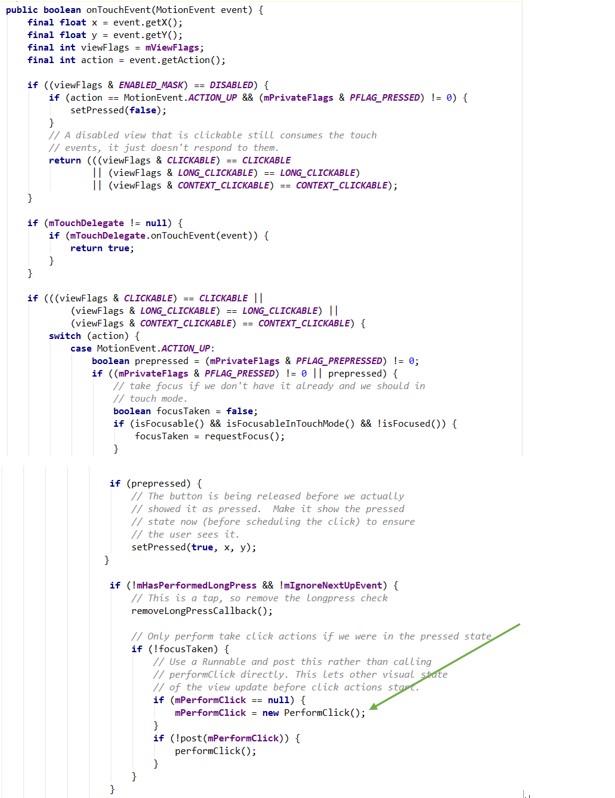 public boolean onTouchEvent(MotionEvent event) {
final float x = event.getX();
final float y = event.getY();
final int viewFlags = mViewFlags;
final int action = event.getAction();
if ((viewFlags & ENABLED_MASK) == DISABLED) {
if (action == MotionEvent.ACTION_UP && (mPrivateFlags & PFLAG_PRESSED) != 0) {
setPressed(false);
}
// A disabled view that is clickable still consumes the touch
// events, it just doesn't respond to them.
return (((viewFlags & CLICKABLE) == CLICKABLE
|| (viewFlags & LONG_CLICKABLE) == LONG_CLICKABLE)
|| (viewFlags & CONTEXT_CLICKABLE) == CONTEXT_CLICKABLE);
}
if (mTouchDelegate != null) {
if (mTouchDelegate.onTouchEvent(event)) {
return true;
}
}
if (((viewFlags & CLICKABLE) == CLICKABLE ||
(viewFlags & LONG_CLICKABLE) == LONG_CLICKABLE) ||
(viewFlags & CONTEXT_CLICKABLE) == CONTEXT_CLICKABLE) {
switch (action) {
case MotionEvent.ACTION_UP:
boolean prepressed = (mPrivateFlags & PFLAG_PREPRESSED) != 0;
if ((mPrivateFlags & PFLAG_PRESSED) != 0 || prepressed) {
// take focus if we don't have it already and we should in
// touch mode.
boolean focusTaken = false;
if (isFocusable() && isFocusableInTouchMode() && !isFocused()) {
focusTaken = requestFocus();
}
if (prepressed) {
// The button is being released before we actually
// showed it as pressed.  Make it show the pressed
// state now (before scheduling the click) to ensure
// the user sees it.
setPressed(true, x, y);
}
if (!mHasPerformedLongPress && !mIgnoreNextUpEvent) {
// This is a tap, so remove the longpress check
removeLongPressCallback();
// Only perform take click actions if we were in the pressed state
if (!focusTaken) {
// Use a Runnable and post this rather than calling
// performClick directly. This lets other visual state
// of the view update before click actions start.
if (mPerformClick == null) {
mPerformClick = new PerformClick();
}
if (!post(mPerformClick)) {
performClick();
}
}
}